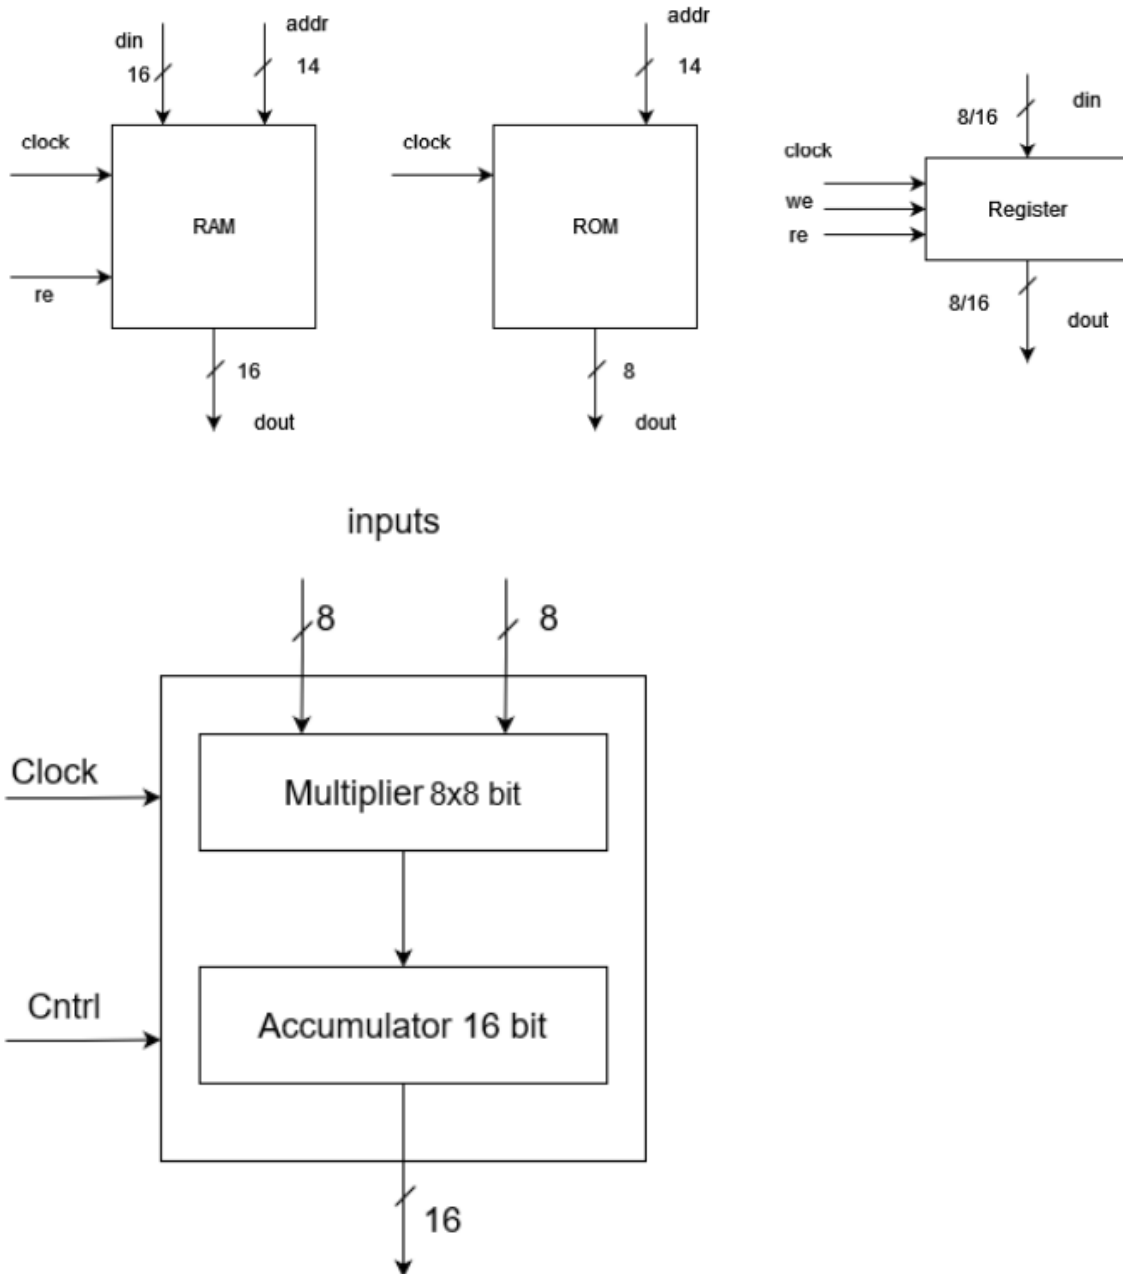 din
16
addr
14
clock
RAM
re
16
dout
addr
14
clock
ROM
8
dout
8/16
din
clock
we
re
Register
8/16
dout
inputs
8
8
Clock
Multiplier 8x8 bit
Cntrl
Accumulator 16 bit
16